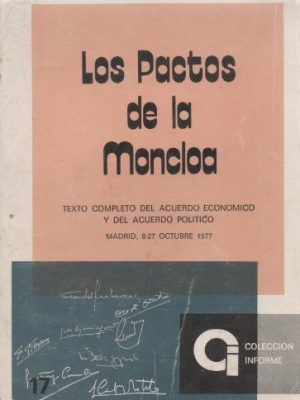 Los Pactos
de la
Moncloa
TEXTO COMPLETO DEL ACUERDO ECONOMICO
Y DEL ACUERDO POLITICO
MADRID, 8-27 OCTUBRE 1977
COLECCION
INFORME
17